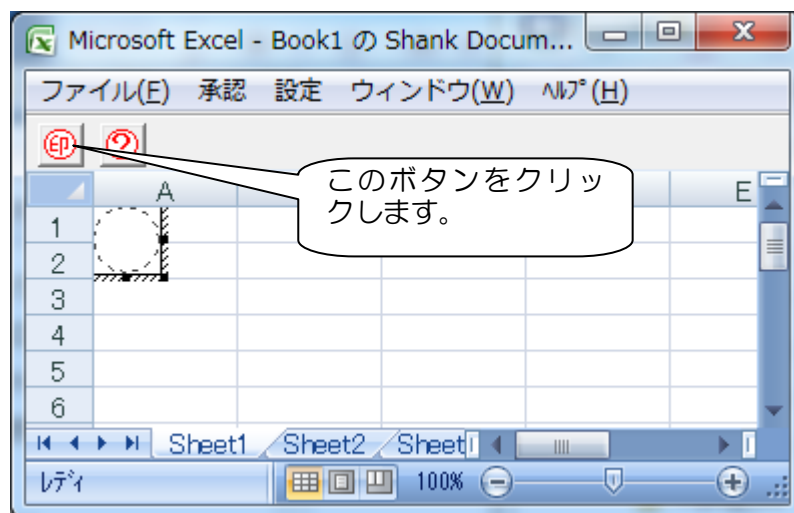 Microsoft Excel - Book1 の Shank Docum...
ファイル(F) 承認 設定 ウィンドウ(W) ﾍﾙﾌﾟ(H)
印 ?
このボタンをクリッ
クします。
A E
1
2
3
4
5
6
Sheet1 Sheet2 Sheet
ﾚﾃﾞｨ 100%